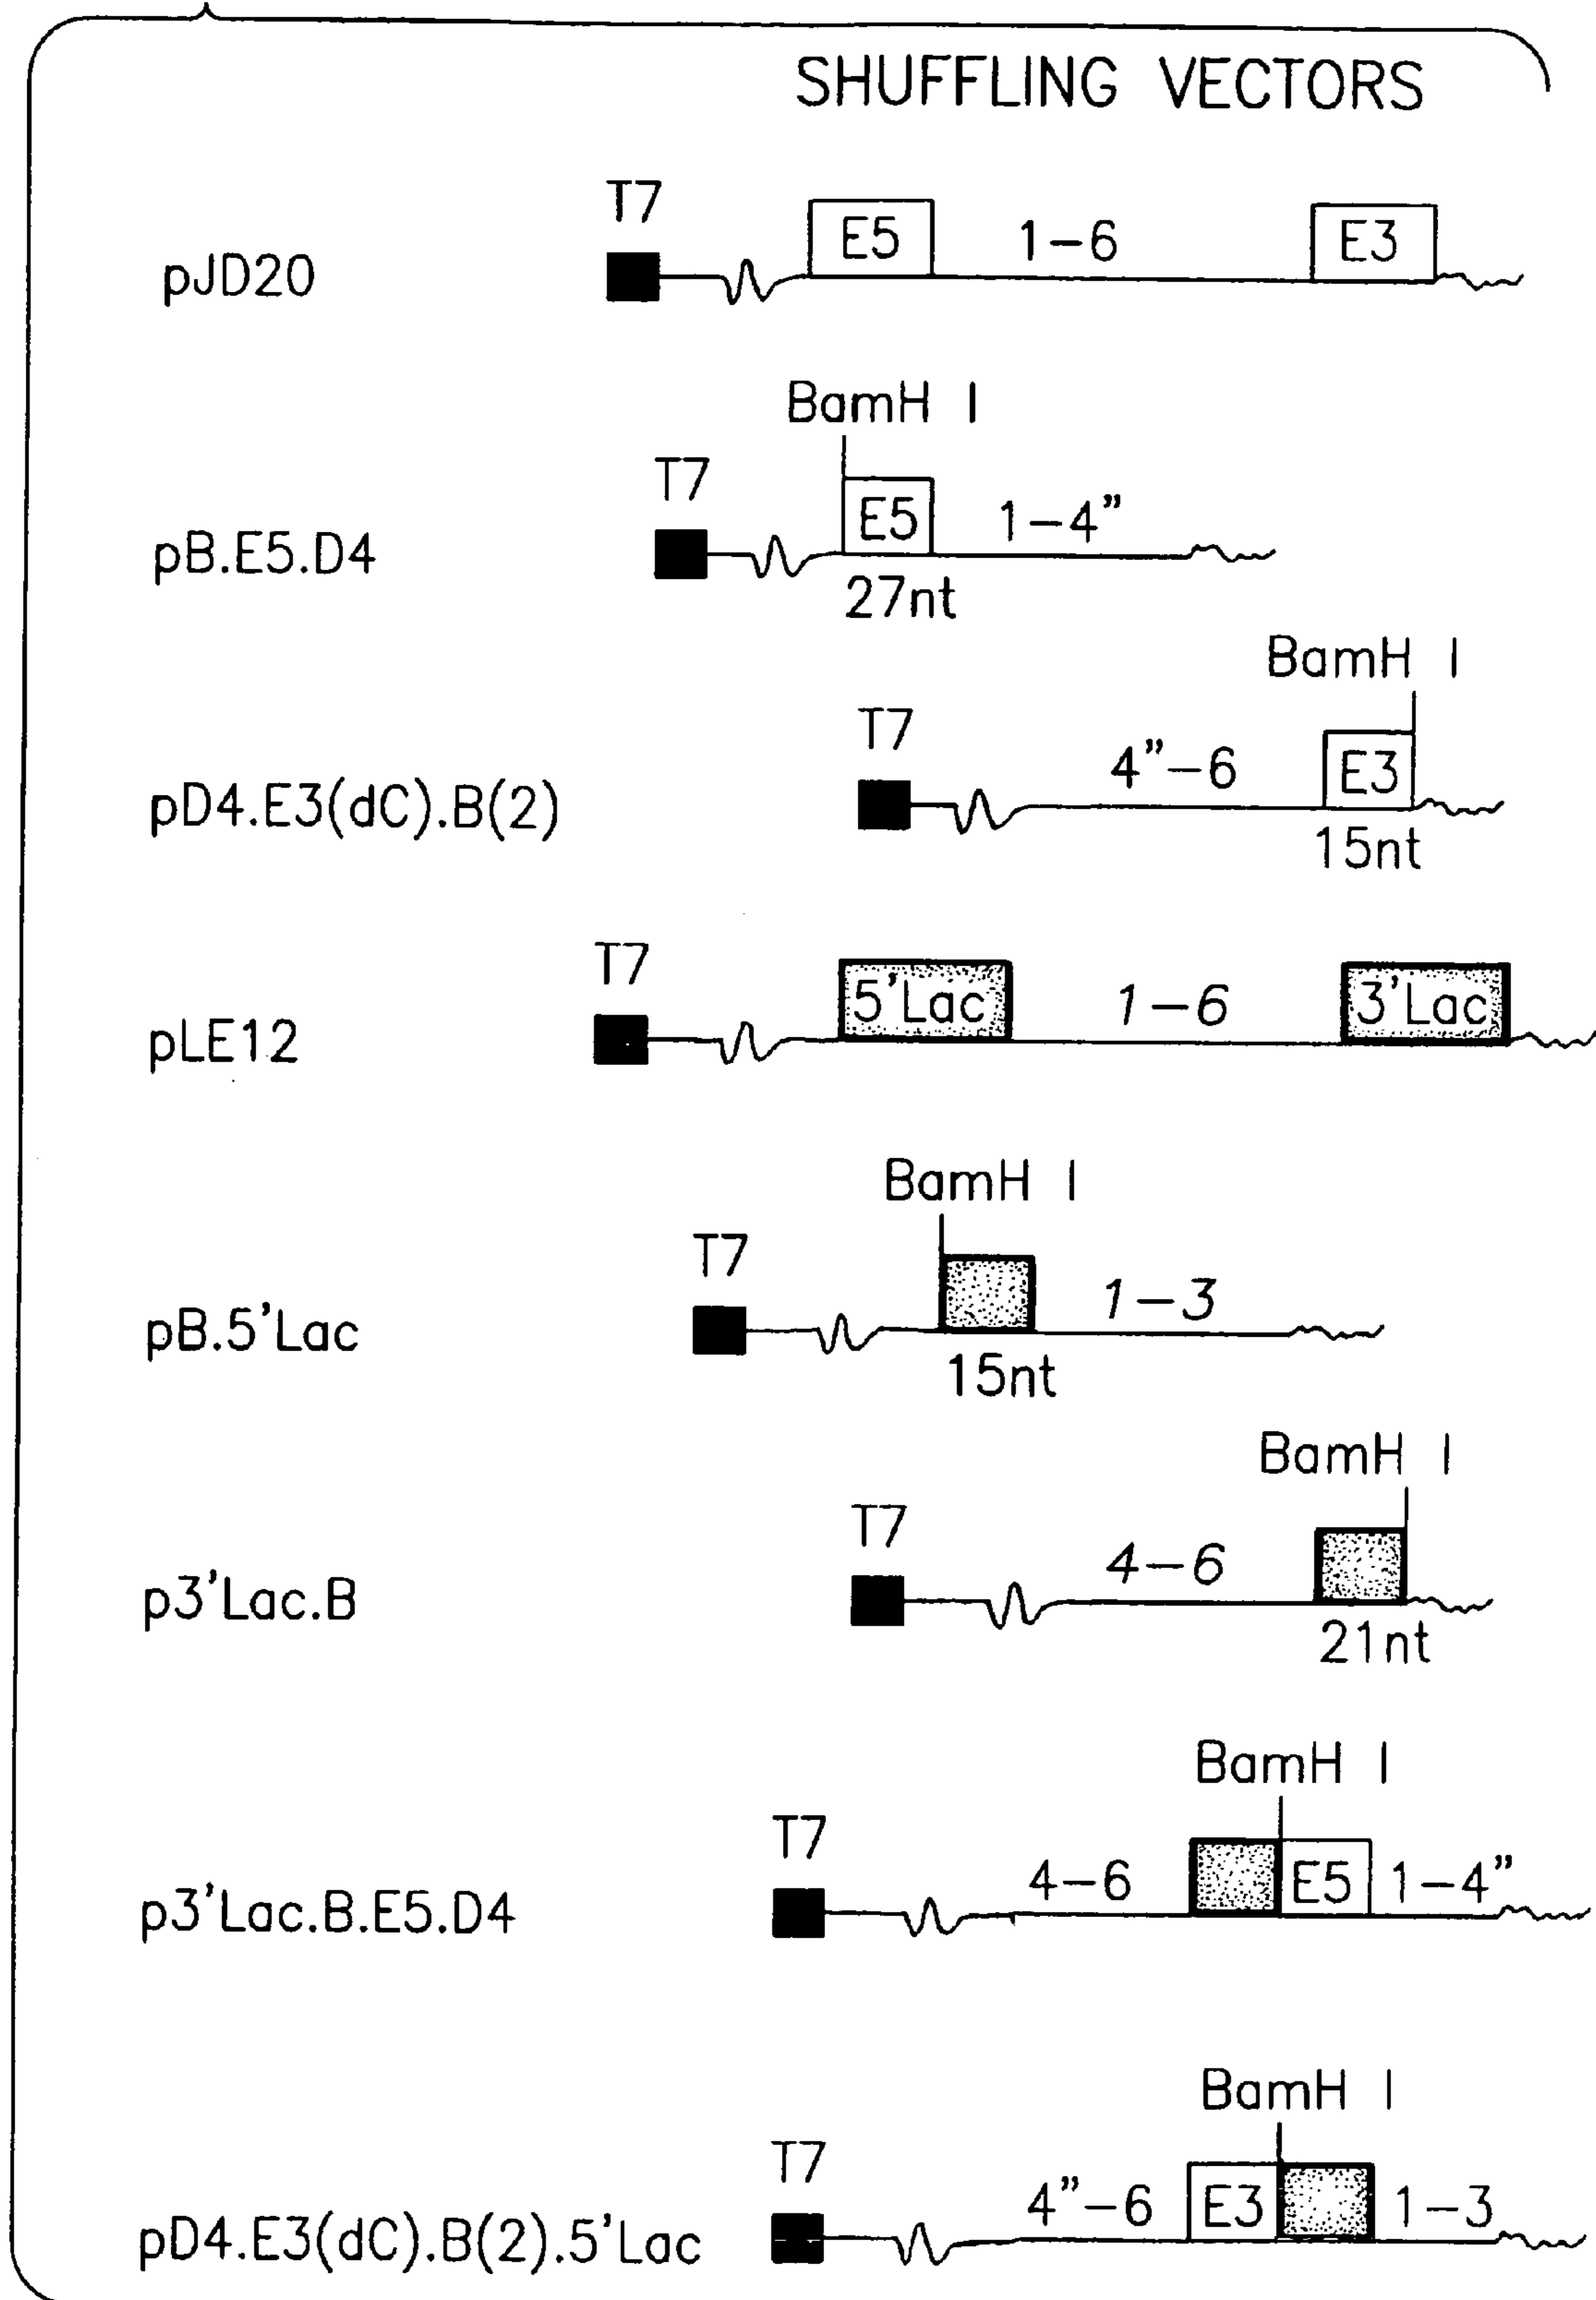 SHUFFLING VECTORS
T7
E5
1-6
E3
pJD20
BamH I
T7
E5
1-4"
pB.E5.D4
27nt
BamH I
T7
4"-6
E3
pD4.E3(dC).B(2)
15nt
T7
5'Lac
1-6
3'Lac
pLE12
BamH I
T7
1-3
pB.5'Lac
15nt
BamH I
T7
4-6
p3'Lac.B
21nt
BamH I
T7
4-6
E5
1-4"
p3'Lac.B.E5.D4
BamH I
T7
4"-6
E3
1-3
pD4.E3(dC).B(2).5'Lac